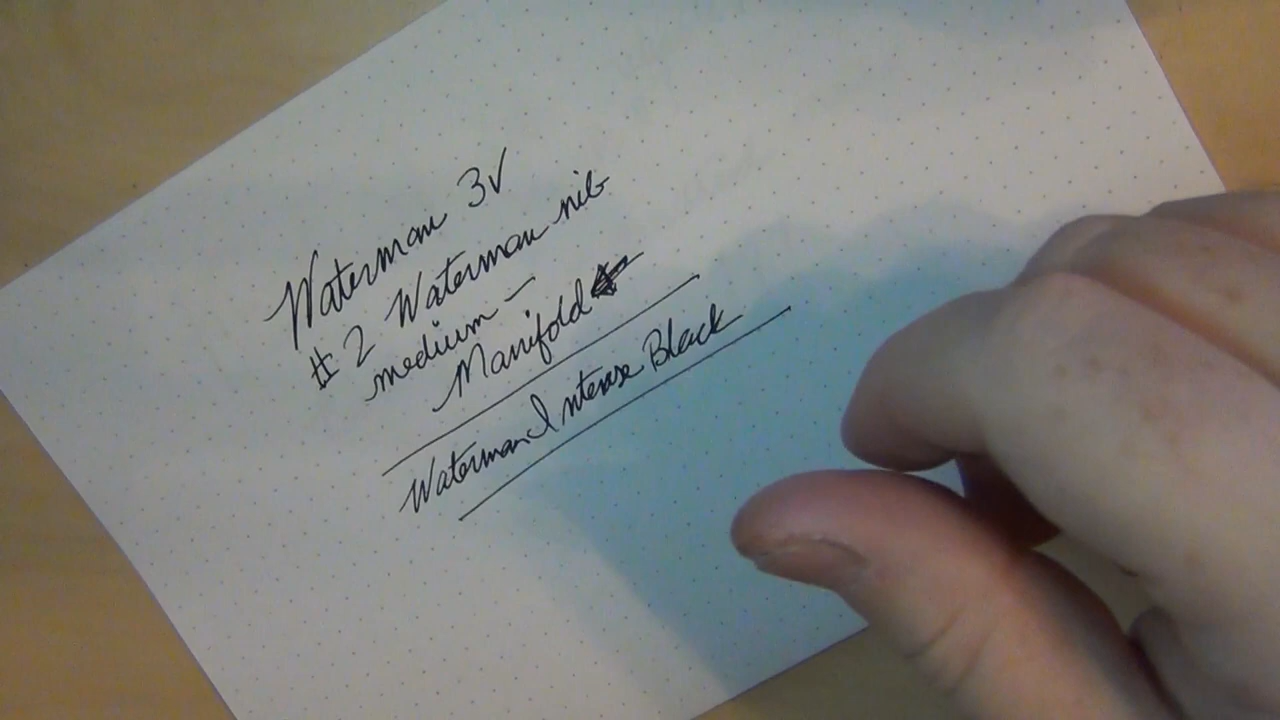 Waterman 3V
# 2 Waterman nib
medium -
Manifold
Waterman Intense Black